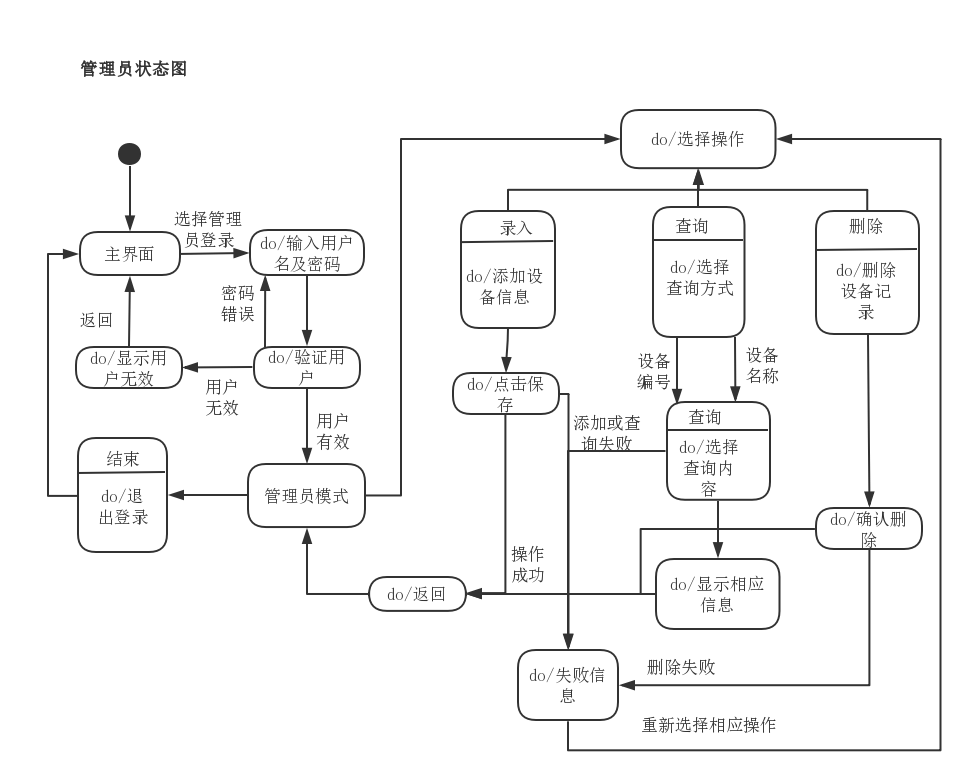 管理员状态图
do/选择操作
选择管理
员登录
主界面
do/输入用户
名及密码
录入
do/添加设
备信息
查询
do/选择
查询方式
删除
do/删除
设备记
录
返回
密码
错误
do/显示用
户无效
do/验证用
户
用户
无效
用户
有效
do/点击保
存
设备
编号
设备
名称
添加或查
询失败
查询
do/选择
查询内
容
结束
do/退
出登录
管理员模式
do/确认删
除
操作
成功
do/返回
do/显示相应
信息
do/失败信
息
删除失败
重新选择相应操作